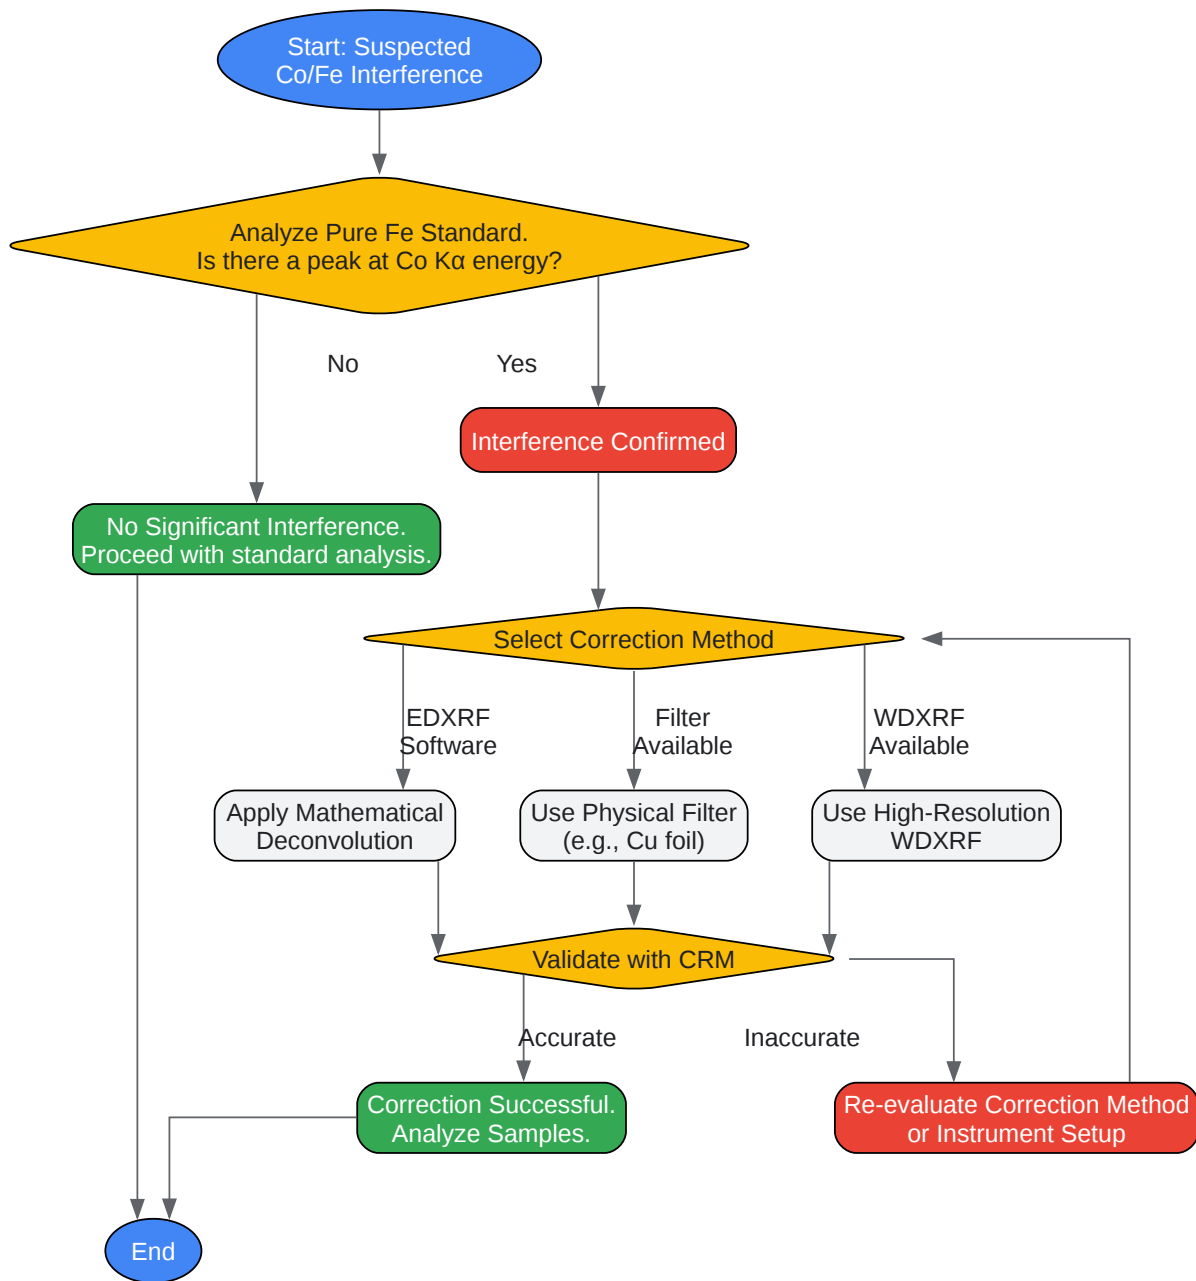 Start: Suspected
Co/Fe Interference
Analyze Pure Fe Standard.
Is there a peak at Co Kα energy?
No
Yes
Interference Confirmed
No Significant Interference.
Proceed with standard analysis.
Select Correction Method
EDXRF
Software
Filter
Available
WDXRF
Available
Apply Mathematical
Deconvolution
Use Physical Filter
(e.g., Cu foil)
Use High-Resolution
WDXRF
Validate with CRM
Accurate
Inaccurate
Correction Successful.
Analyze Samples.
Re-evaluate Correction Method
or Instrument Setup
End